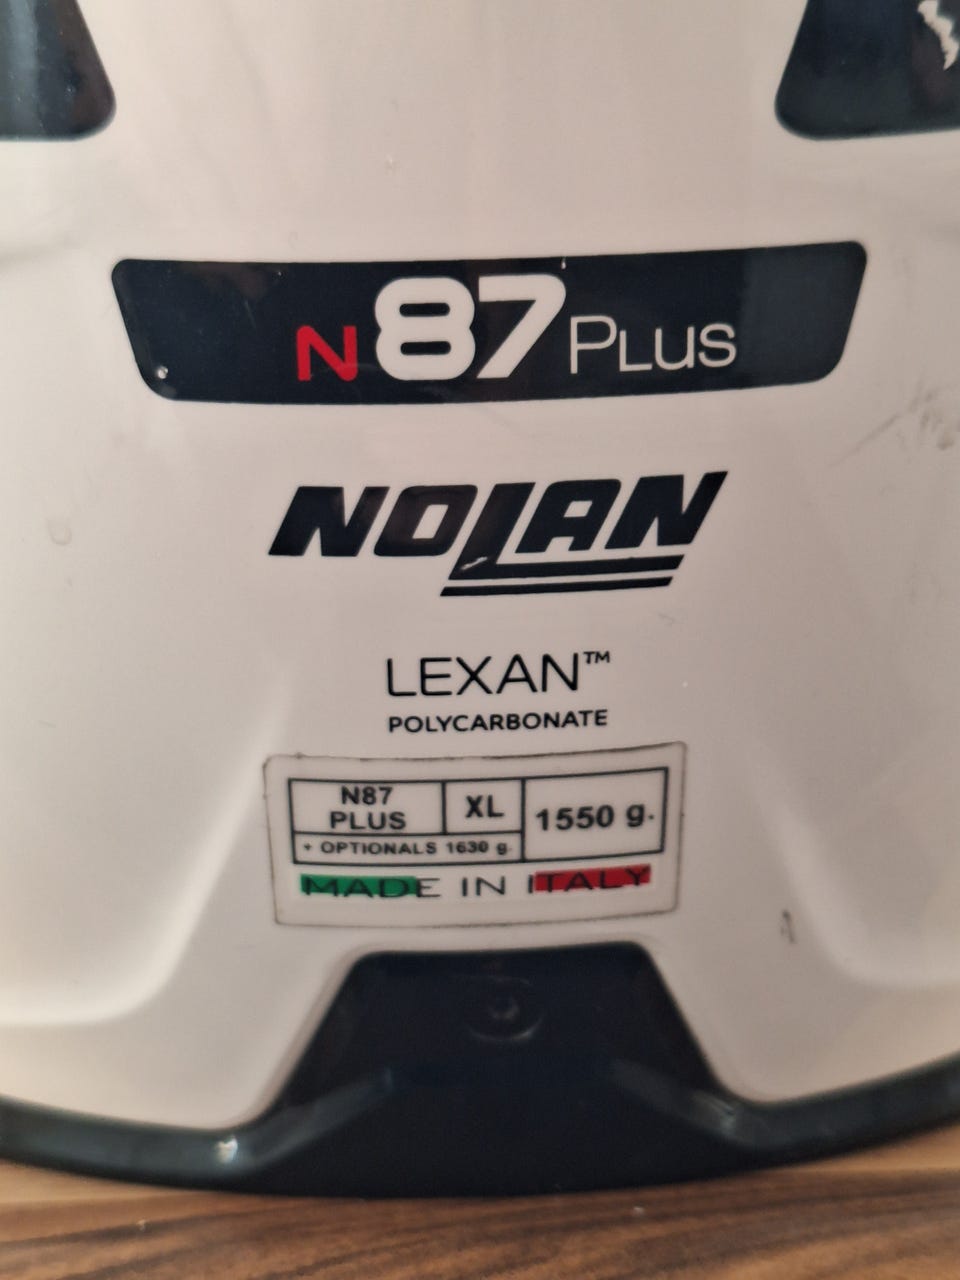 N87 PLUS
NOLAN
LEXAN™
POLYCARBONATE
N87 PLUS
XL
1550 g.
+ OPTIONALS 1630 g.
MADE IN ITALY